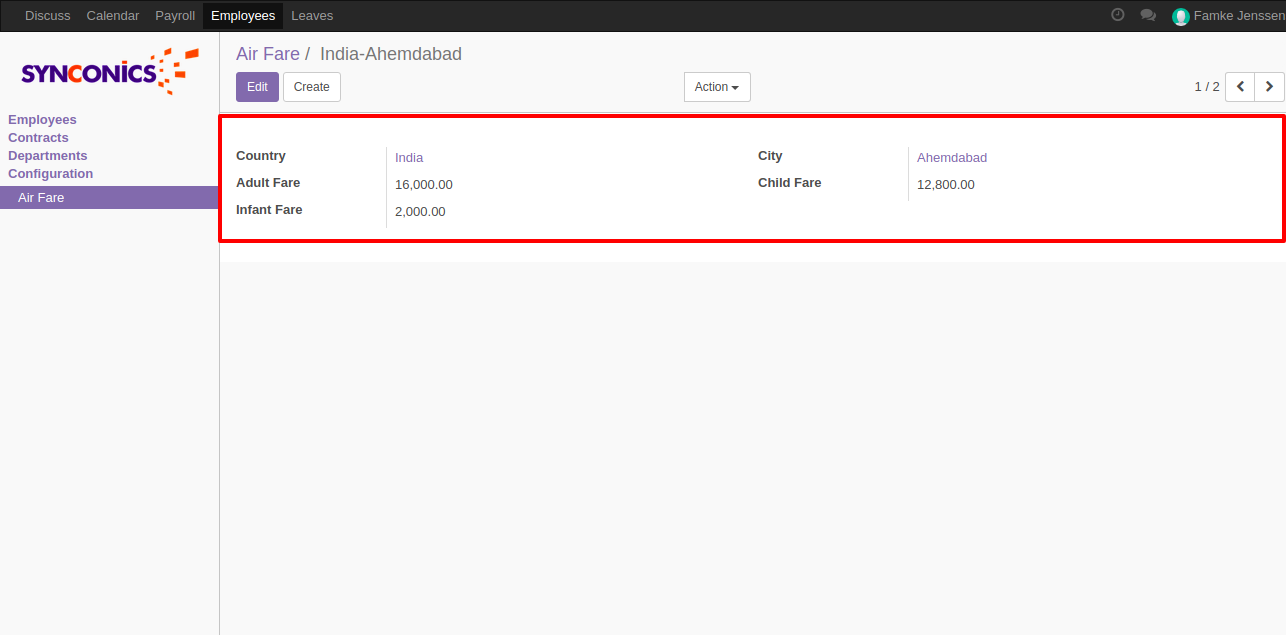 Discuss Calendar Payroll Employees Leaves Famke Jenssen
SYNCONiCS
Air Fare / India-Ahemdabad
Edit Create Action 1 / 2
Employees
Contracts
Departments
Configuration
Air Fare
Country India City Ahemdabad
Adult Fare 16,000.00 Child Fare 12,800.00
Infant Fare 2,000.00